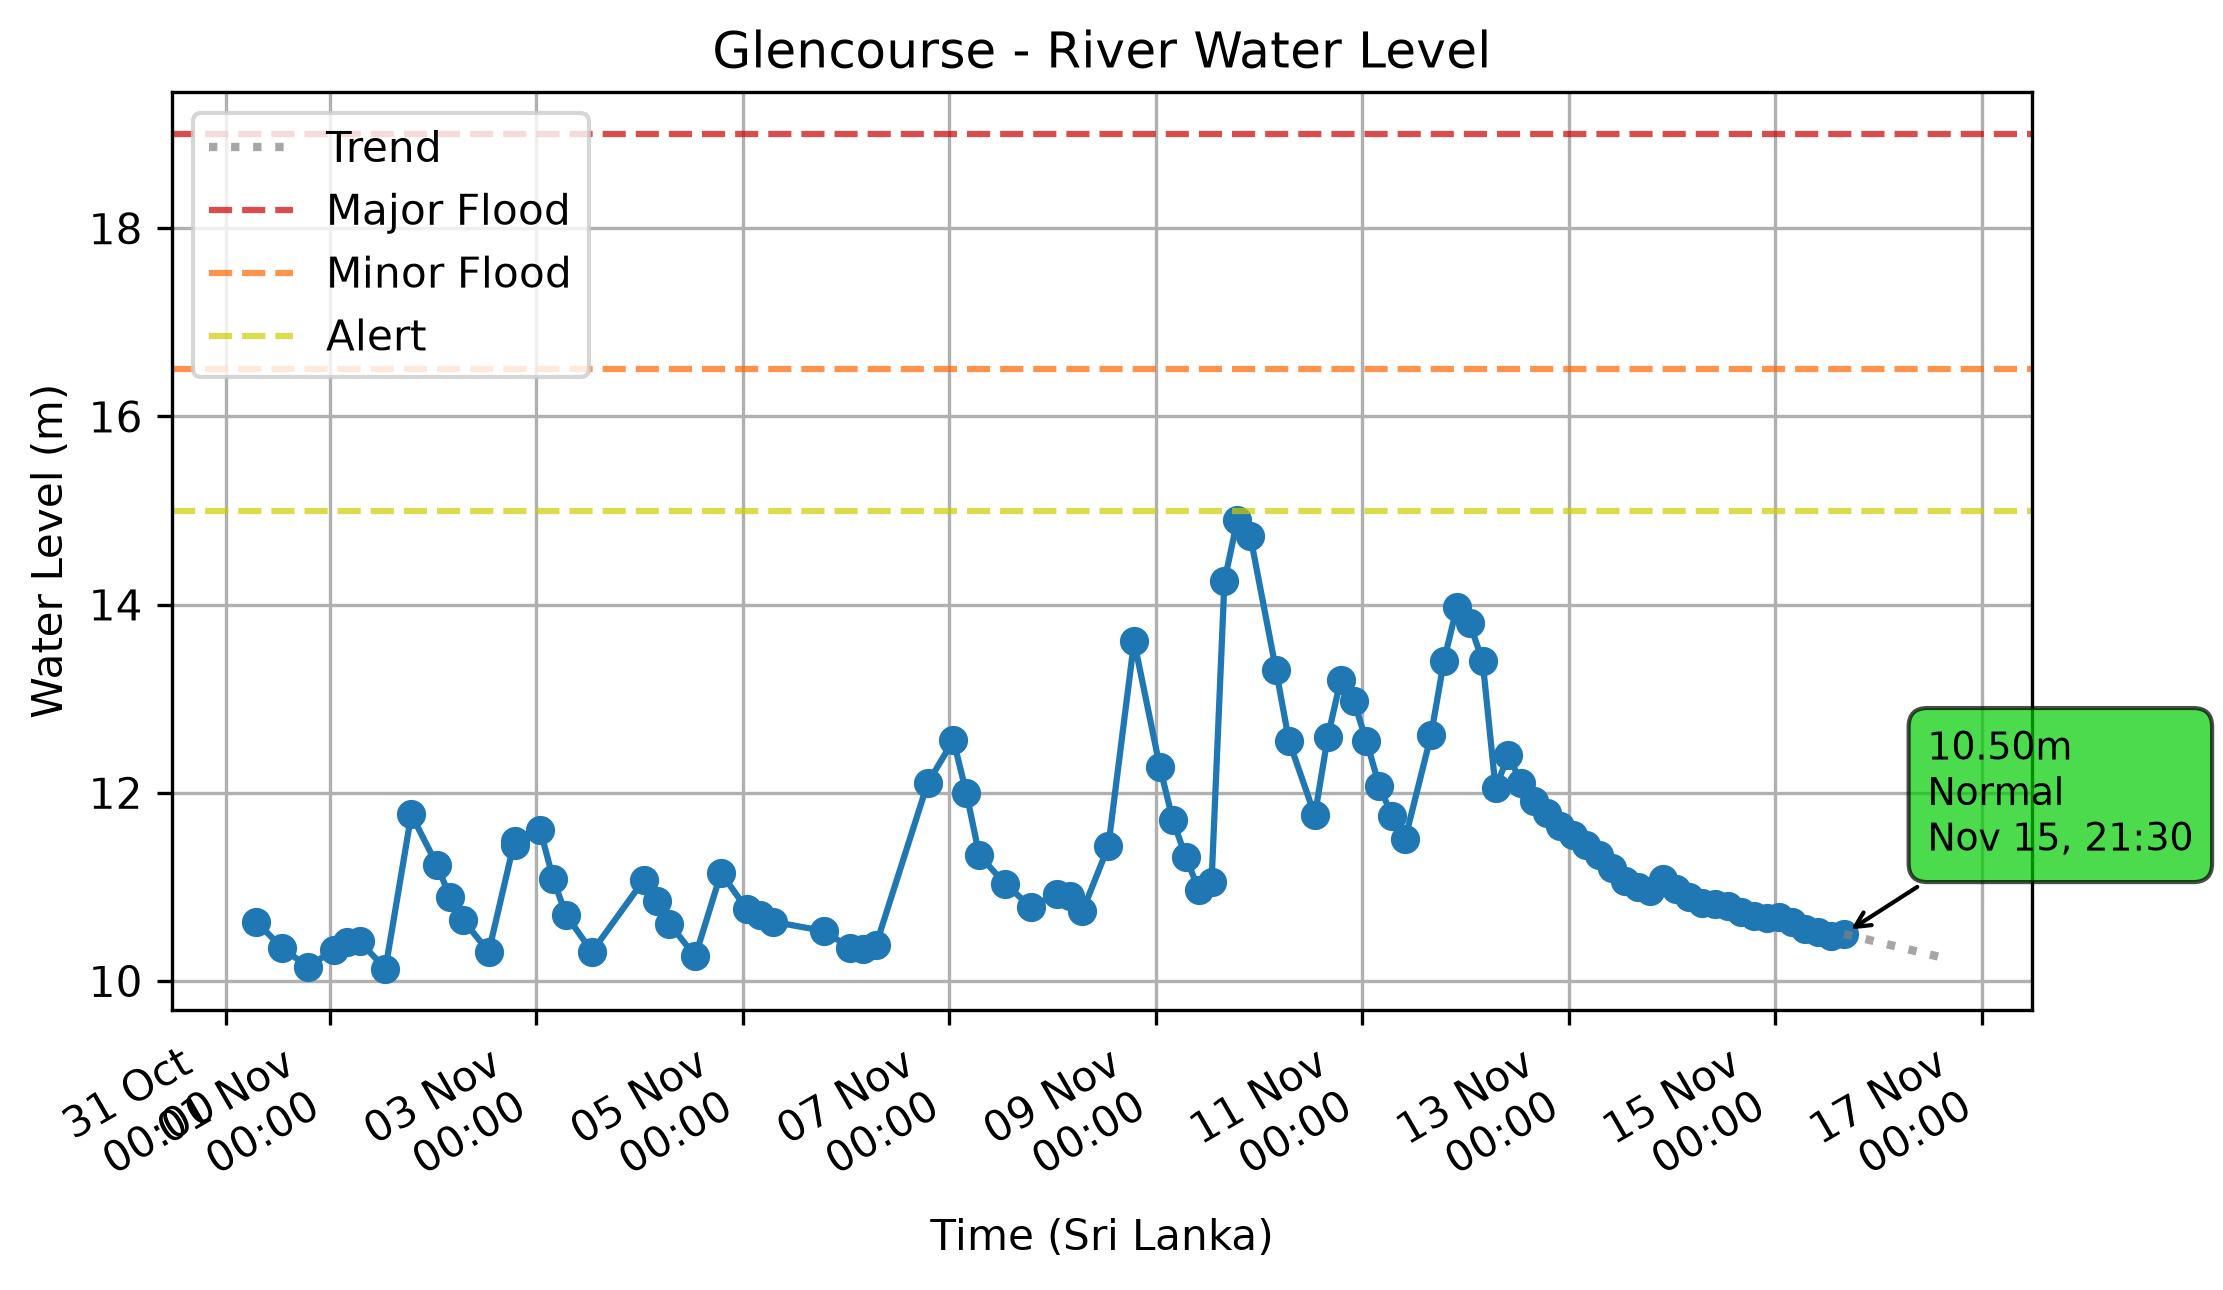 Glencourse - River Water Level
Trend
Major Flood
Minor Flood
Alert
Water Level (m)
18
16
14
12
10
10.50m
Normal
Nov 15, 21:30
31 Oct
00:00
01 Nov
00:00
03 Nov
00:00
05 Nov
00:00
07 Nov
00:00
09 Nov
00:00
11 Nov
00:00
13 Nov
00:00
15 Nov
00:00
17 Nov
00:00
Time (Sri Lanka)